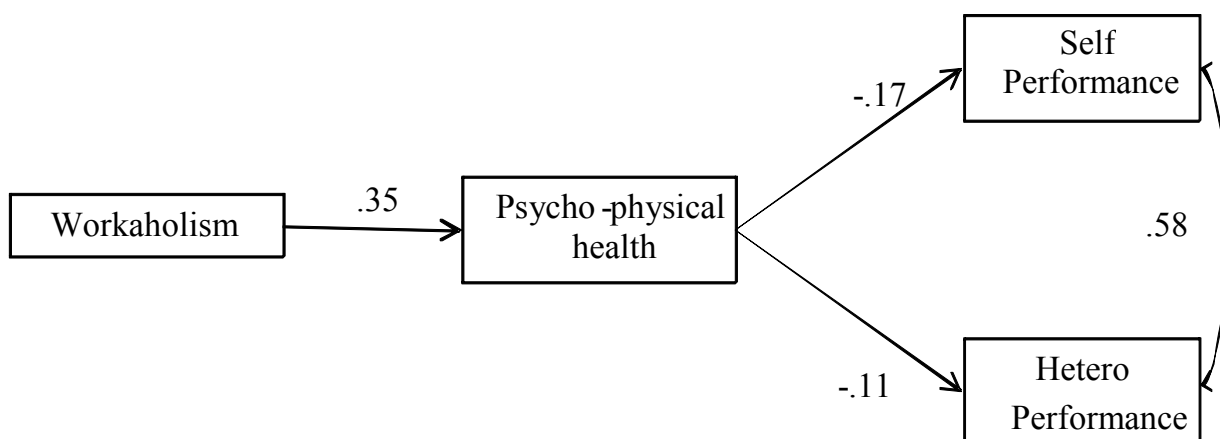 Self
Performance
-.17
.35
Workaholism
Psycho -physical
health
.58
-.11
Hetero
Performance